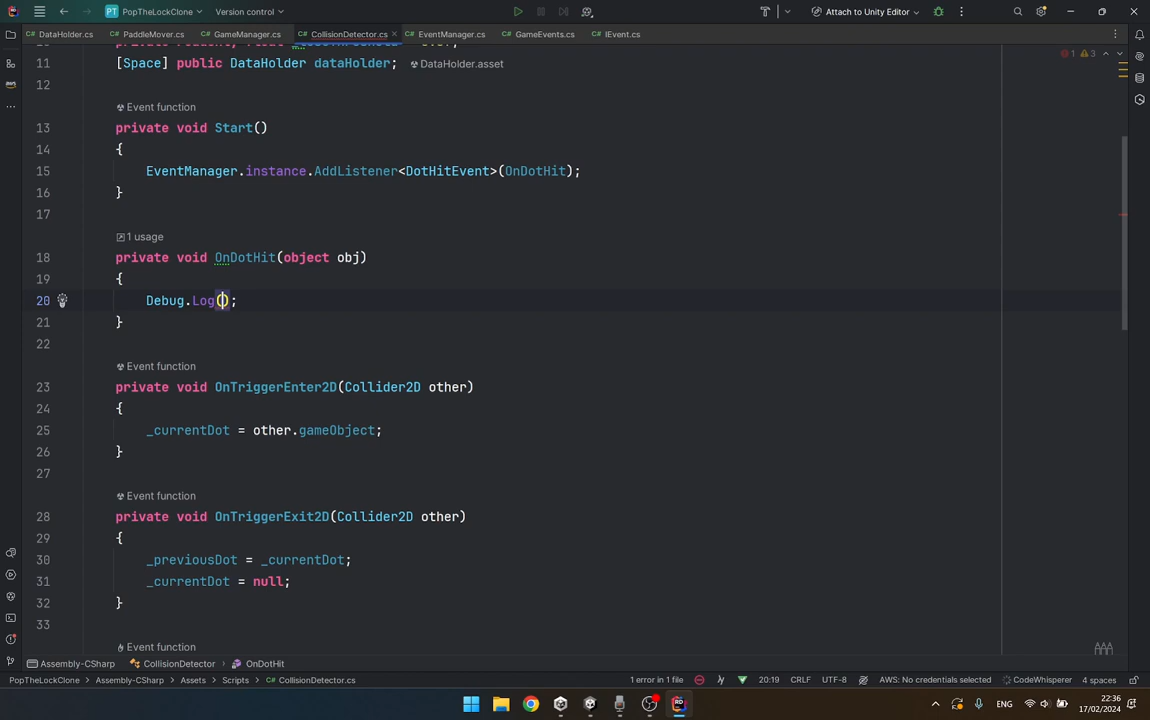 PT PopTheLockClone Version control Attach to Unity Editor
DataHolder.cs PaddleMover.cs GameManager.cs CollisionDetector.cs EventManager.cs GameEvents.cs IEvent.cs
11 [Space] public DataHolder dataHolder; DataHolder.asset
12
Event function
13 private void Start()
14 {
15 EventManager.instance.AddListener<DotHitEvent>(OnDotHit);
16 }
17
1 usage
18 private void OnDotHit(object obj)
19 {
20 Debug.Log();
21 }
22
Event function
23 private void OnTriggerEnter2D(Collider2D other)
24 {
25 _currentDot = other.gameObject;
26 }
27
Event function
28 private void OnTriggerExit2D(Collider2D other)
29 {
30 _previousDot = _currentDot;
31 _currentDot = null;
32 }
33
Event function
1 3
Assembly-CSharp CollisionDetector OnDotHit
PopTheLockClone Assembly-CSharp Assets Scripts CollisionDetector.cs 1 error in 1 file 20:19 CRLF UTF-8 AWS: No credentials selected CodeWhisperer 4 spaces
ENG 22:36
17/02/2024